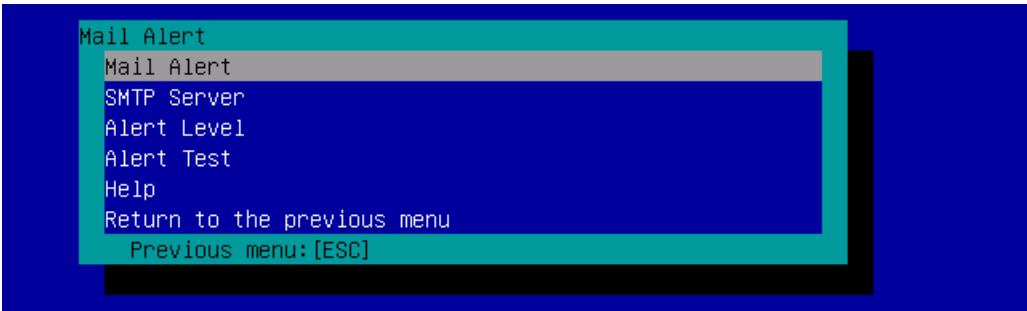 Mail Alert
Mail Alert
SMTP Server
Alert Level
Alert Test
Help
Return to the previous menu
Previous menu:[ESC]